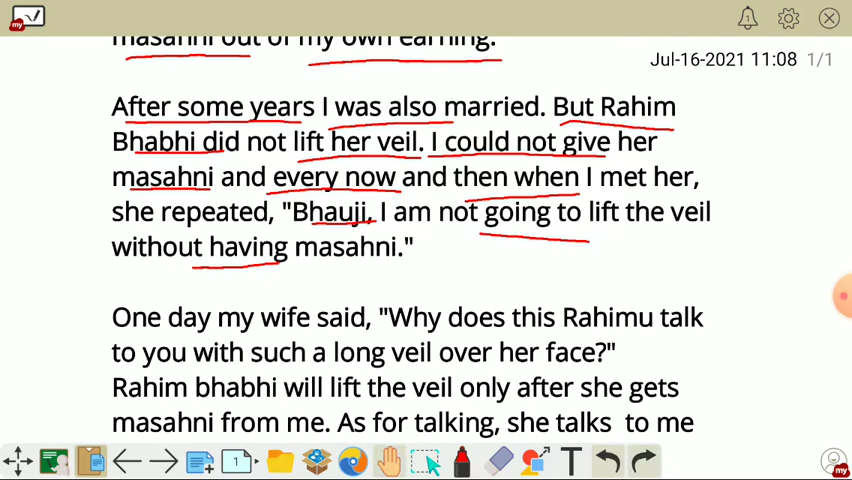 masahni out of my own earning.
Jul-16-2021 11:08 1/1
After some years I was also married. But Rahim
Bhabhi did not lift her veil. I could not give her
masahni and every now and then when I met her,
she repeated, "Bhauji, I am not going to lift the veil
without having masahni."
One day my wife said, "Why does this Rahimu talk
to you with such a long veil over her face?"
Rahim bhabhi will lift the veil only after she gets
masahni from me. As for talking, she talks to me
my
1
1
T
my